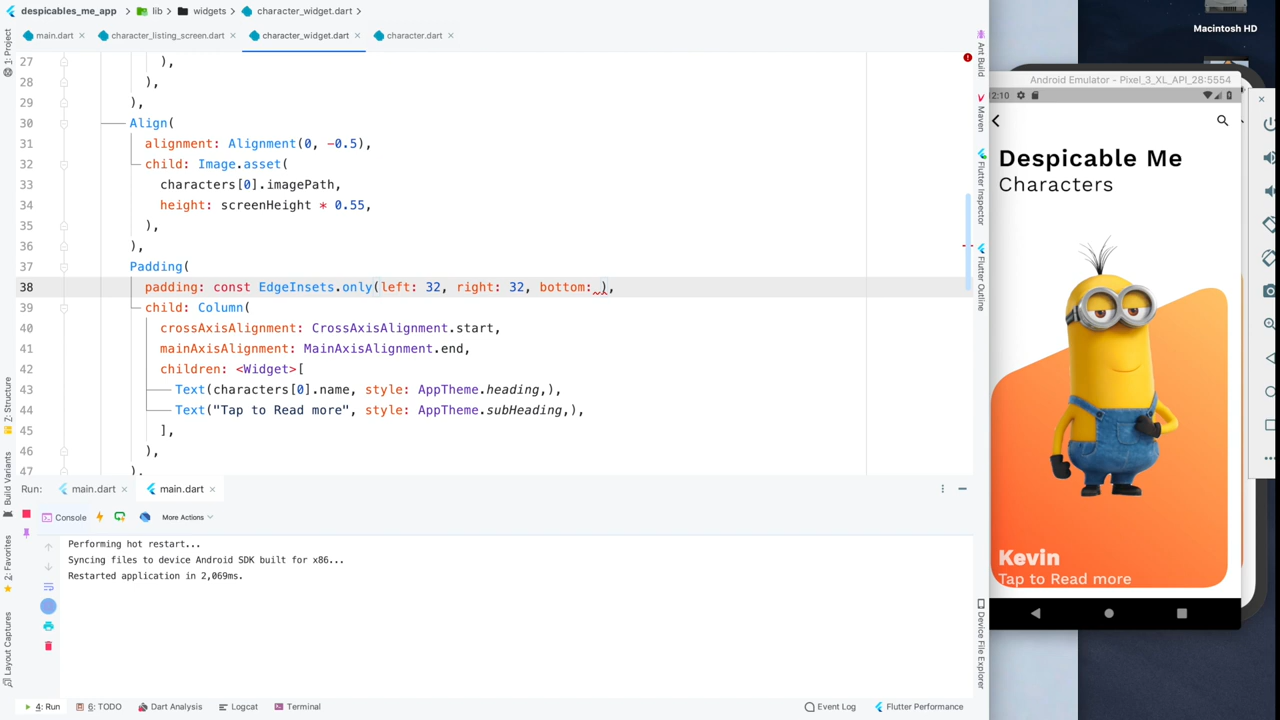 despicables_me_app lib widgets character_widget.dart
Macintosh HD
main.dart character_listing_screen.dart character_widget.dart character.dart
1: Project
Ant Build
Maven
Flutter Inspector
Flutter Outline
27 ),
28 ),
29 ),
30 Align(
31 alignment: Alignment(0, -0.5),
32 child: Image.asset(
33 characters[0].imagePath,
34 height: screenHeight * 0.55,
35 ),
36 ),
37 Padding(
38 padding: const EdgeInsets.only(left: 32, right: 32, bottom: ),
39 child: Column(
40 crossAxisAlignment: CrossAxisAlignment.start,
41 mainAxisAlignment: MainAxisAlignment.end,
42 children: <Widget>[
43 Text(characters[0].name, style: AppTheme.heading,),
44 Text("Tap to Read more", style: AppTheme.subHeading,),
45 ],
46 ),
47 ),
Z: Structure
Build Variants
2: Favorites
Layout Captures
Run: main.dart main.dart
Console More Actions
Performing hot restart...
Syncing files to device Android SDK built for x86...
Restarted application in 2,069ms.
Device File Explorer
4: Run 6: TODO Dart Analysis Logcat Terminal Event Log Flutter Performance
Android Emulator - Pixel_3_XL_API_28:5554
2:10
Despicable Me
Characters
Kevin
Tap to Read more